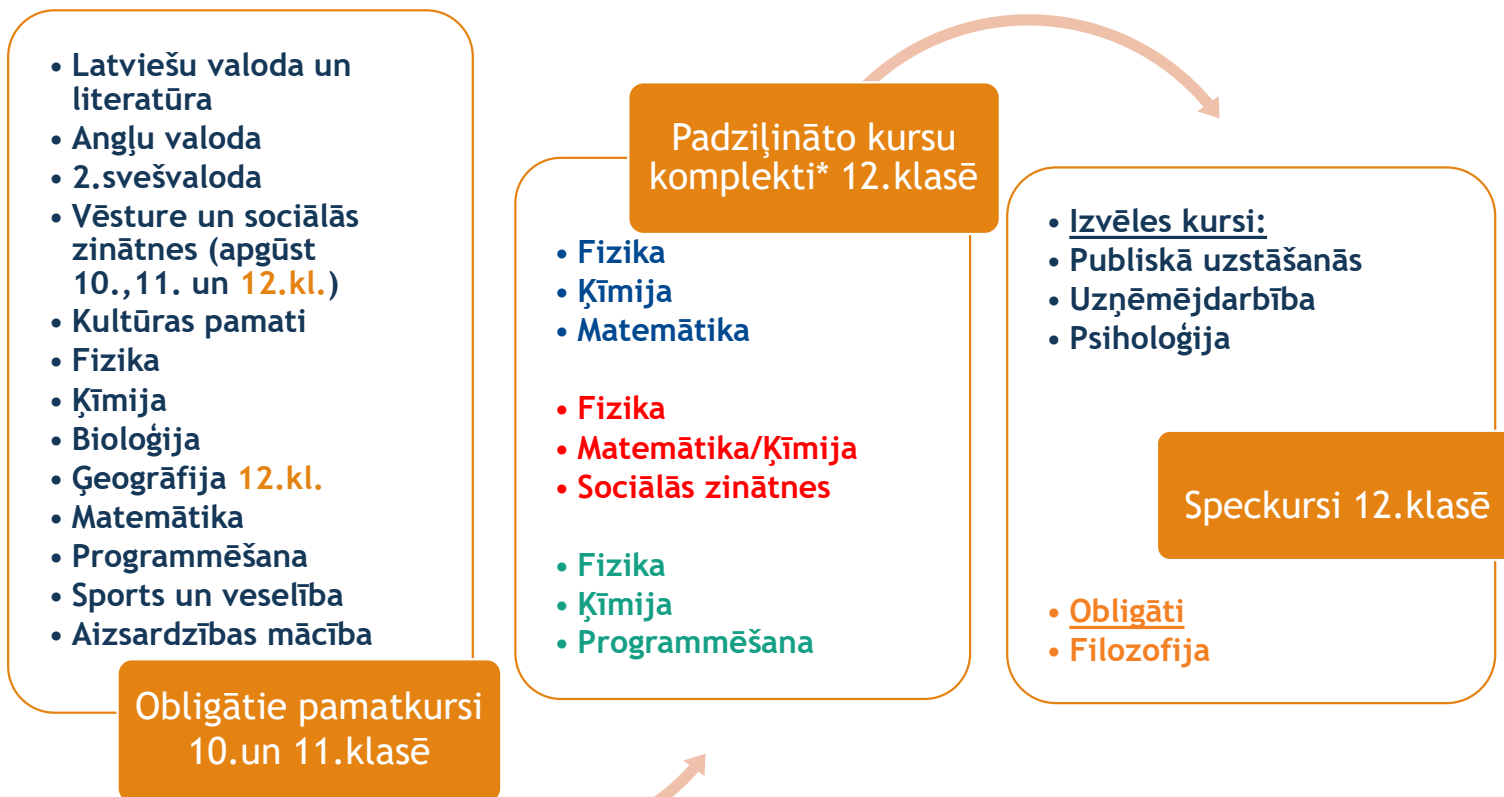 • Latviešu valoda un
literatūra
• Angļu valoda
• 2.svešvaloda
• Vēsture un sociālās
zinātnes (apgūst
10.,11. un 12.kl.)
• Kultūras pamati
• Fizika
• Ķīmija
• Bioloģija
• Ģeogrāfija 12.kl.
• Matemātika
• Programmēšana
• Sports un veselība
• Aizsardzības mācība
Obligātie pamatkursi
10.un 11.klasē
Padziļināto kursu
komplekti* 12.klasē
• Fizika
• Ķīmija
• Matemātika
• Fizika
• Matemātika/Ķīmija
• Sociālās zinātnes
• Fizika
• Ķīmija
• Programmēšana
• Izvēles kursi:
• Publiskā uzstāšanās
• Uzņēmējdarbība
• Psiholoģija
Speckursi 12.klasē
• Obligāti
• Filozofija